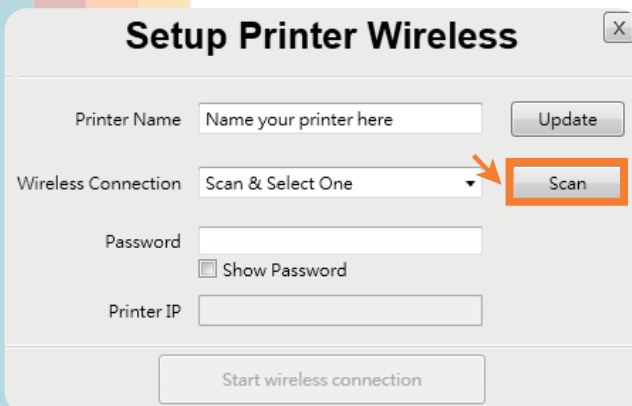 Setup Printer Wireless
X
Printer Name Name your printer here Update
Wireless Connection Scan & Select One Scan
Password
Show Password
Printer IP
Start wireless connection